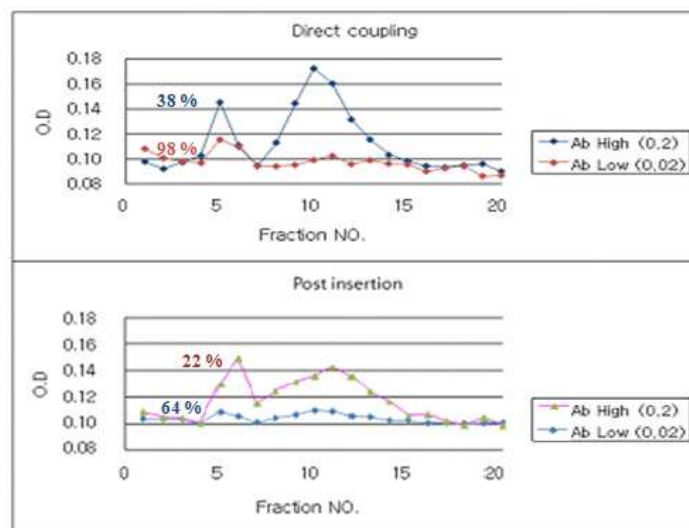 Direct coupling
0.18
0.16
0.14
0.12
0.10
0.08
O.D
38 %
98 %
0 5 10 15 20
Fraction NO.
Ab High (0,2)
Ab Low (0,02)
Post insertion
0.18
0.16
0.14
0.12
0.10
0.08
O.D
22 %
64 %
0 5 10 15 20
Fraction NO.
Ab High (0,2)
Ab Low (0,02)